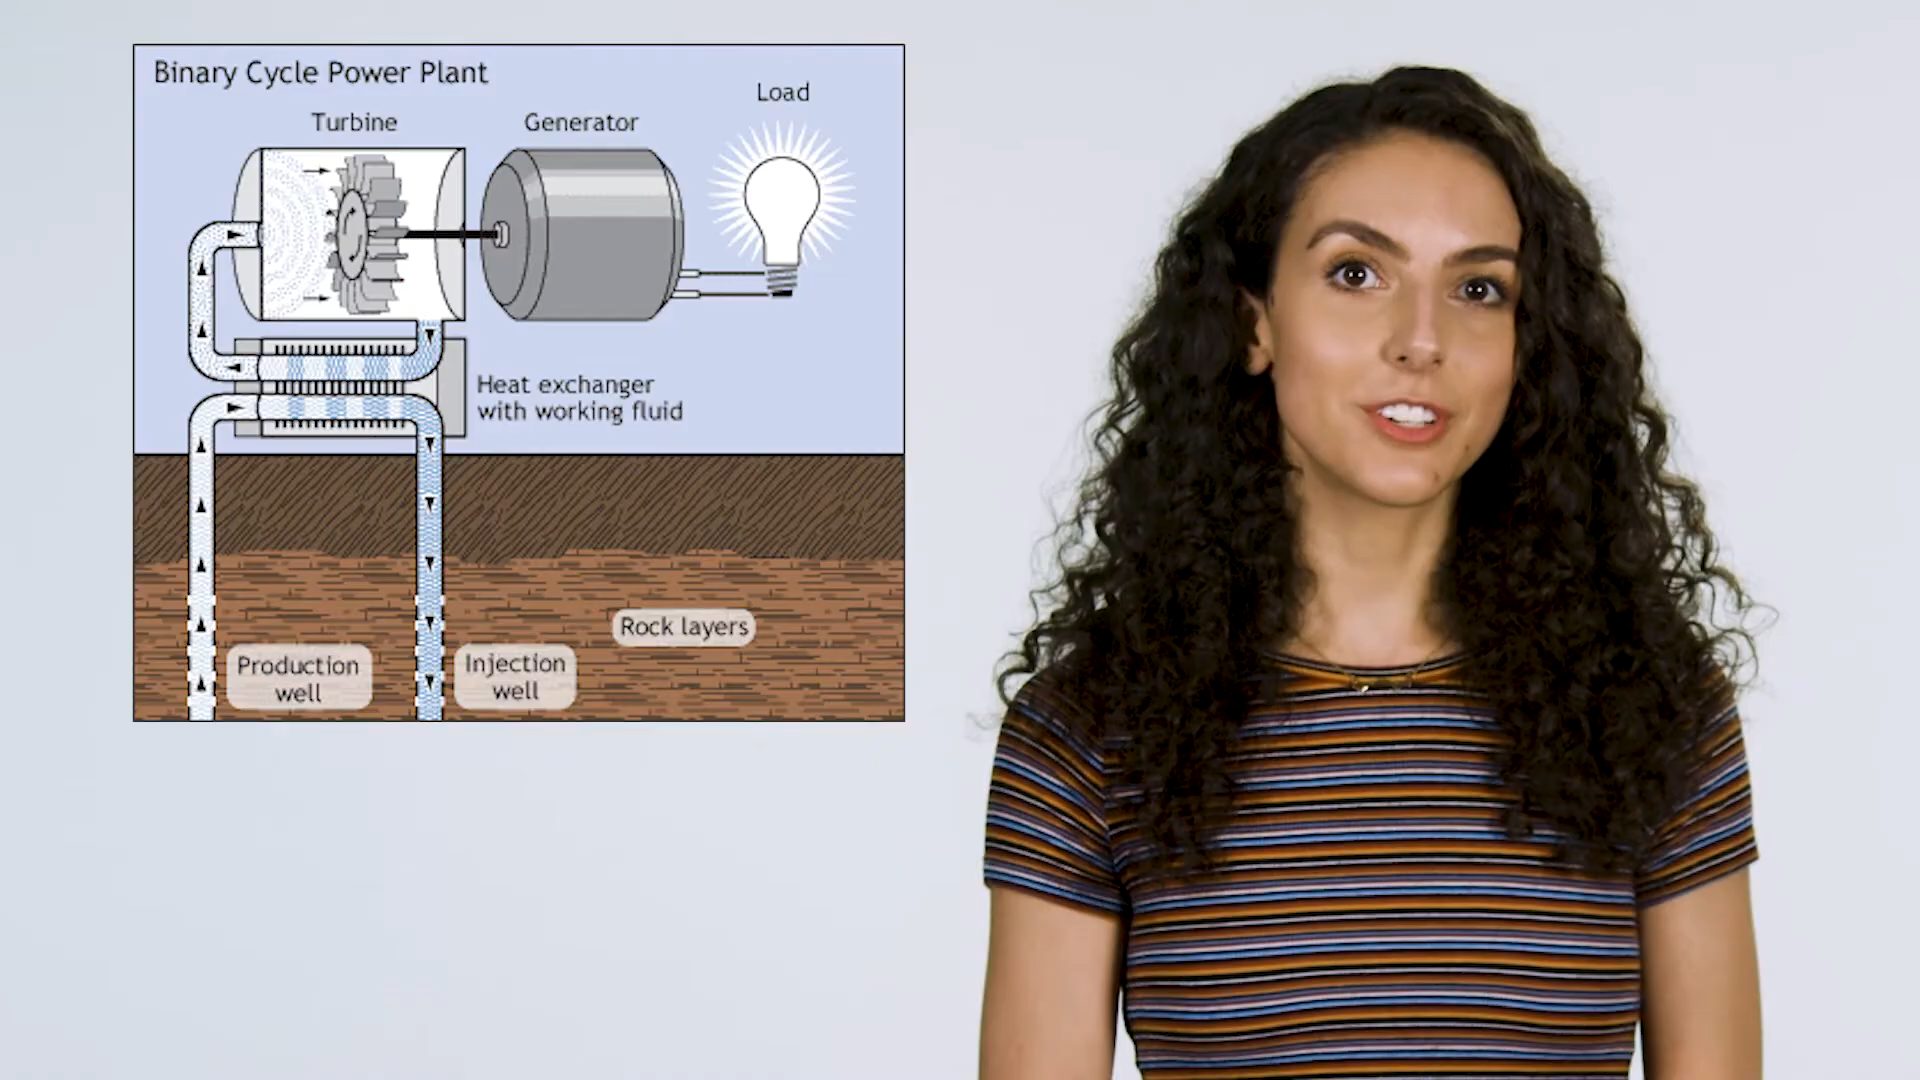 Binary Cycle Power Plant
Load
Turbine
Generator
Heat exchanger
with working fluid
Rock layers
Production
well
Injection
well